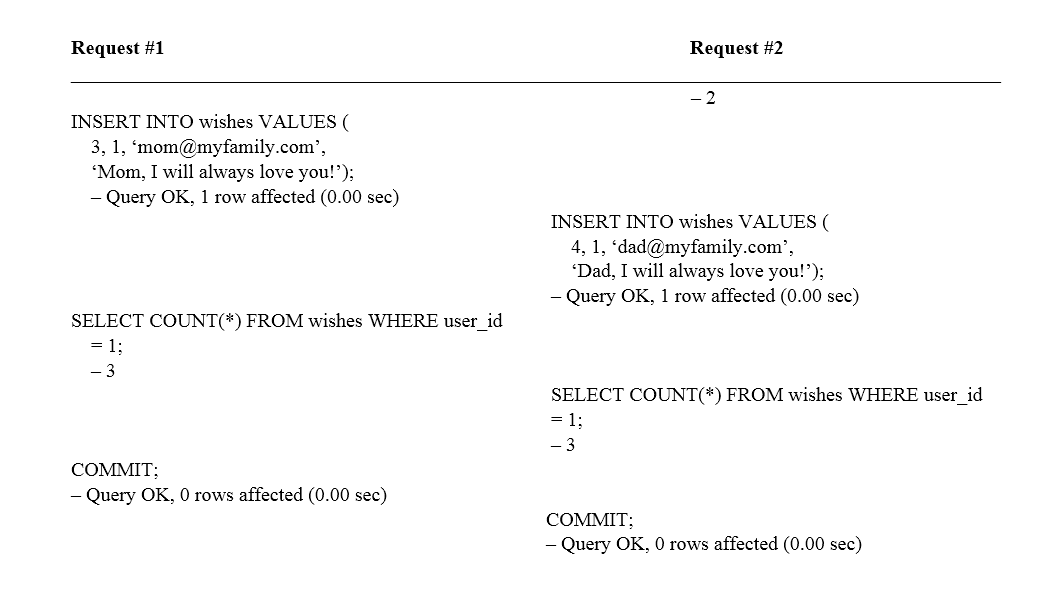 Request #1
Request #2
– 2
INSERT INTO wishes VALUES (
3, 1, ‘mom@myfamily.com’,
‘Mom, I will always love you!’);
– Query OK, 1 row affected (0.00 sec)
INSERT INTO wishes VALUES (
4, 1, ‘dad@myfamily.com’,
‘Dad, I will always love you!’);
– Query OK, 1 row affected (0.00 sec)
SELECT COUNT(*) FROM wishes WHERE user_id
= 1;
– 3
SELECT COUNT(*) FROM wishes WHERE user_id
= 1;
– 3
COMMIT;
– Query OK, 0 rows affected (0.00 sec)
COMMIT;
– Query OK, 0 rows affected (0.00 sec)